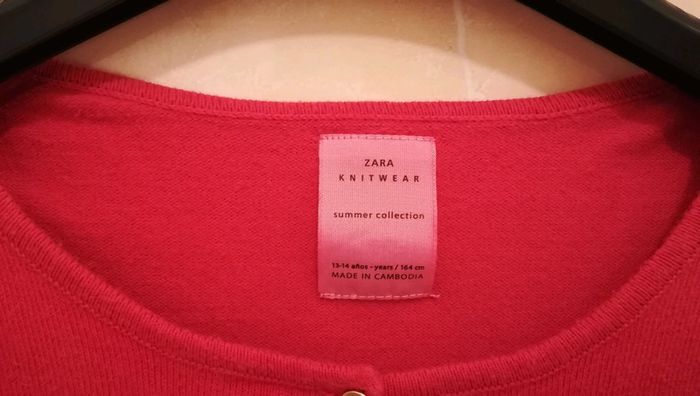 ZARA
KNITWEAR
summer collection
13-14 años - years / 164 cm
MADE IN CAMBODIA